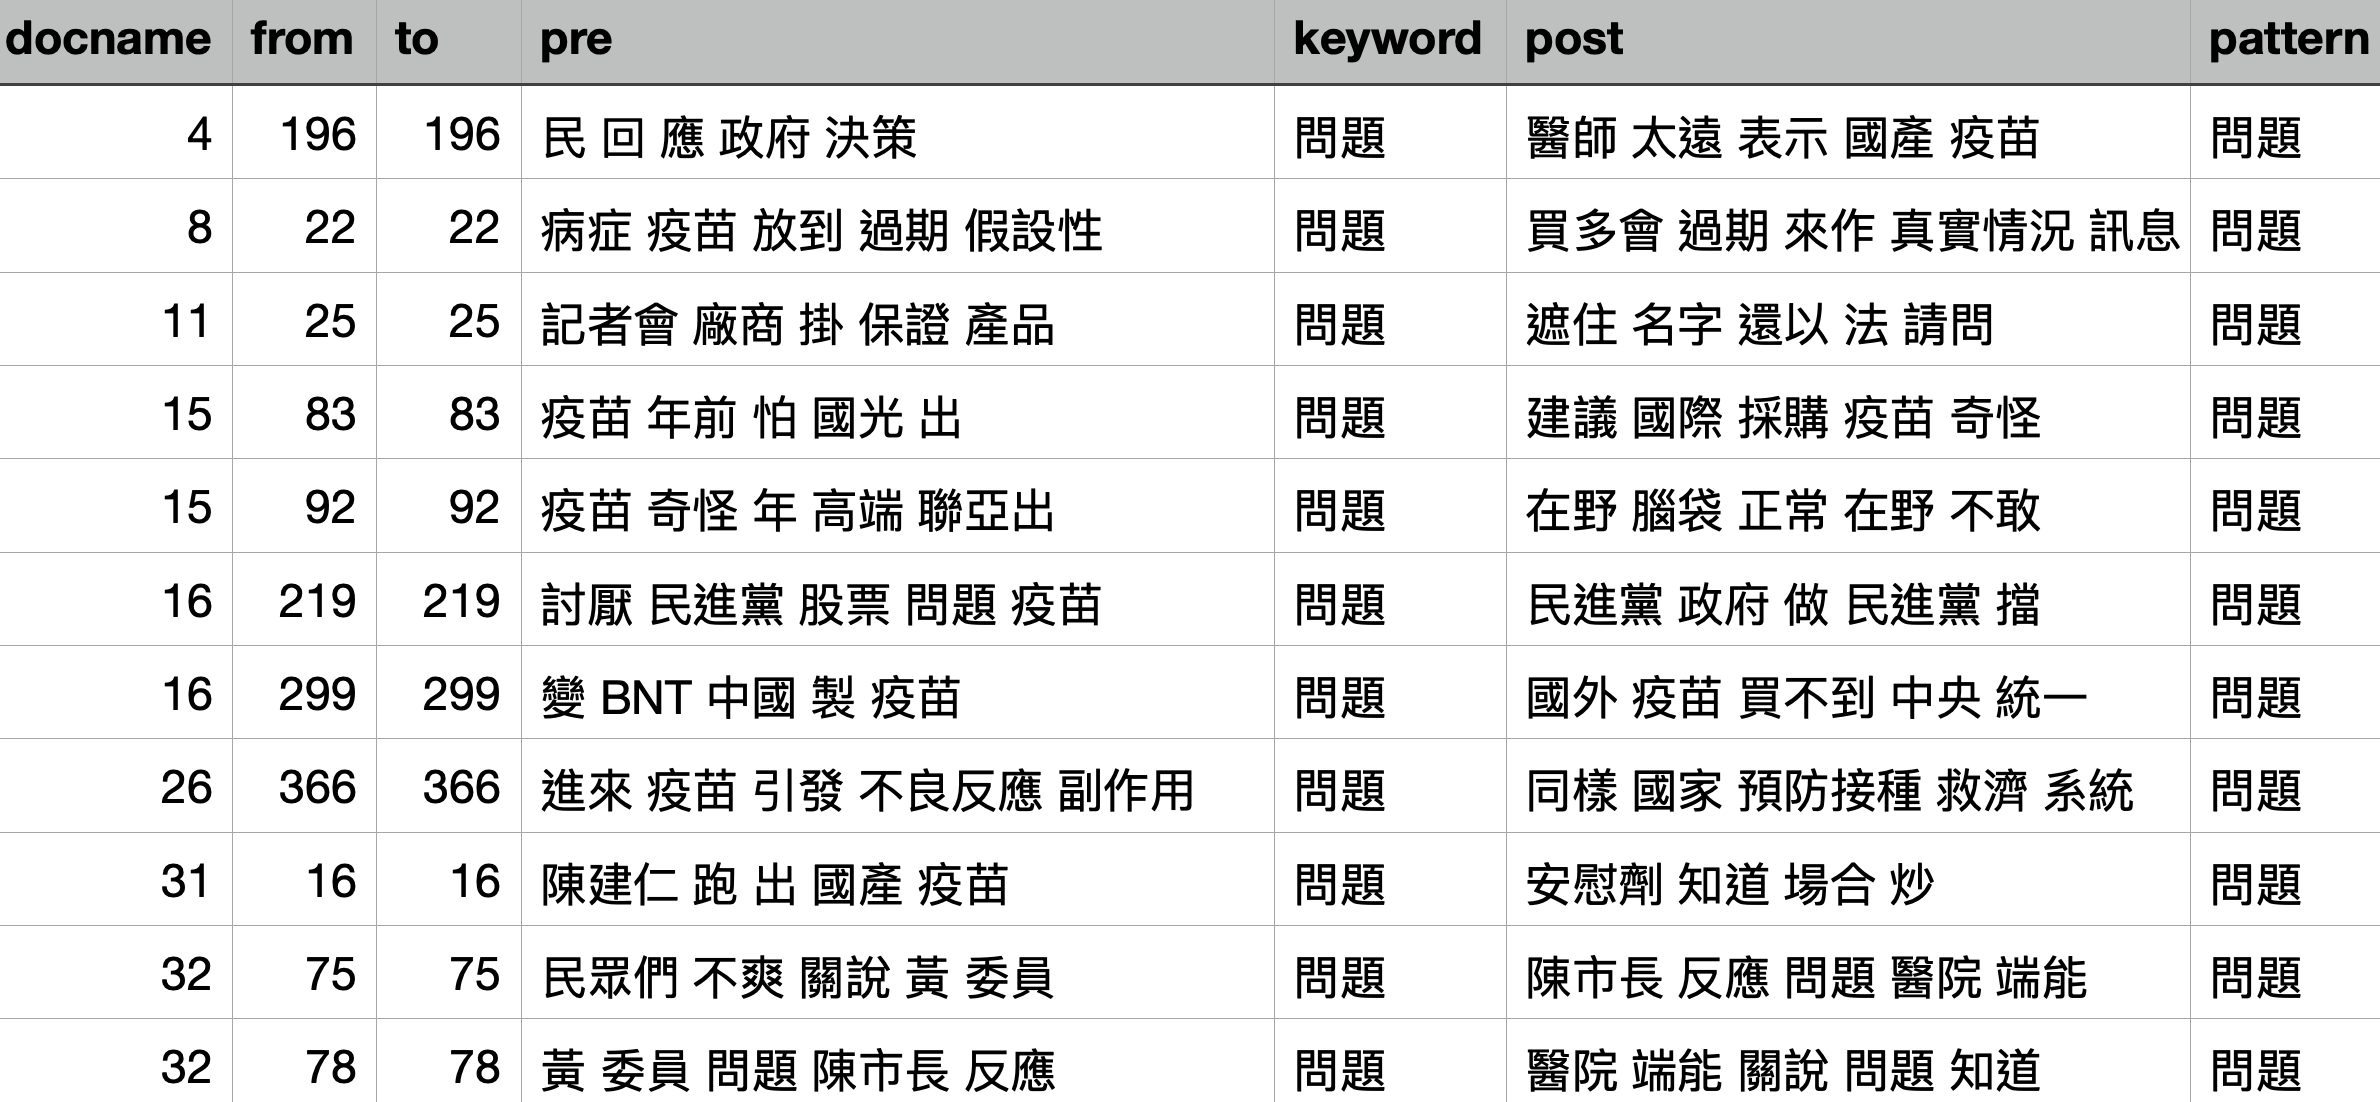 docname from to pre keyword post pattern
4 196 196 民 回 應 政府 決策 問題 醫師 太遠 表示 國產 疫苗 問題
8 22 22 病症 疫苗 放到 過期 假設性 問題 買多會 過期 來作 真實情況 訊息 問題
11 25 25 記者會 廠商 掛 保證 產品 問題 遮住 名字 還以 法 請問 問題
15 83 83 疫苗 年前 怕 國光 出 問題 建議 國際 採購 疫苗 奇怪 問題
15 92 92 疫苗 奇怪 年 高端 聯亞出 問題 在野 腦袋 正常 在野 不敢 問題
16 219 219 討厭 民進黨 股票 問題 疫苗 問題 民進黨 政府 做 民進黨 擋 問題
16 299 299 變 BNT 中國 製 疫苗 問題 國外 疫苗 買不到 中央 統一 問題
26 366 366 進來 疫苗 引發 不良反應 副作用 問題 同樣 國家 預防接種 救濟 系統 問題
31 16 16 陳建仁 跑 出 國產 疫苗 問題 安慰劑 知道 場合 炒 問題
32 75 75 民眾們 不爽 關說 黃 委員 問題 陳市長 反應 問題 醫院 端能 問題
32 78 78 黃 委員 問題 陳市長 反應 問題 醫院 端能 關說 問題 知道 問題